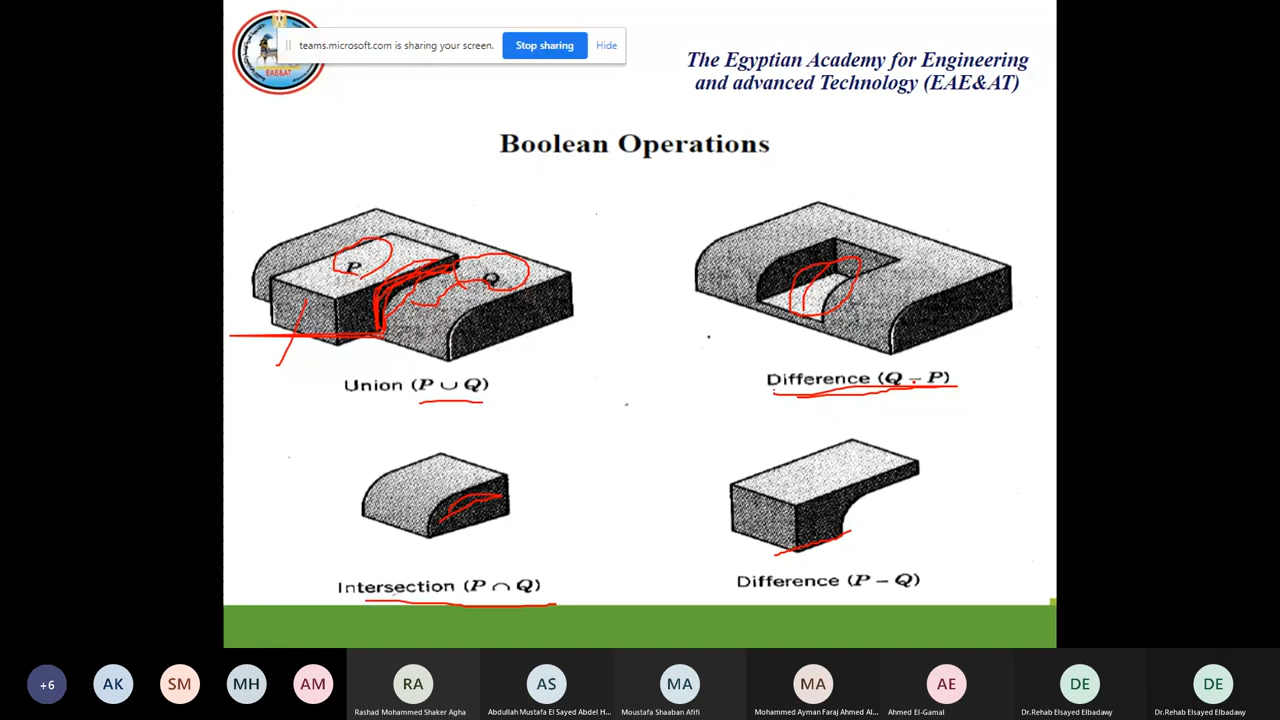 teams.microsoft.com is sharing your screen.
Stop sharing
Hide
EAE&AT
The Egyptian Academy for Engineering
and advanced Technology (EAE&AT)
Boolean Operations
P
Q
Union (P ∪ Q)
Difference (Q – P)
Intersection (P ∩ Q)
Difference (P – Q)
+6
AK
SM
MH
AM
RA
AS
MA
MA
AE
DE
DE
Rashad Mohammed Shaker Agha
Abdullah Mustafa El Sayed Abdel H...
Moustafa Shaaban Afifi
Mohammed Ayman Faraj Ahmed Al...
Ahmed El-Gamal
Dr.Rehab Elsayed Elbadawy
Dr.Rehab Elsayed Elbadawy